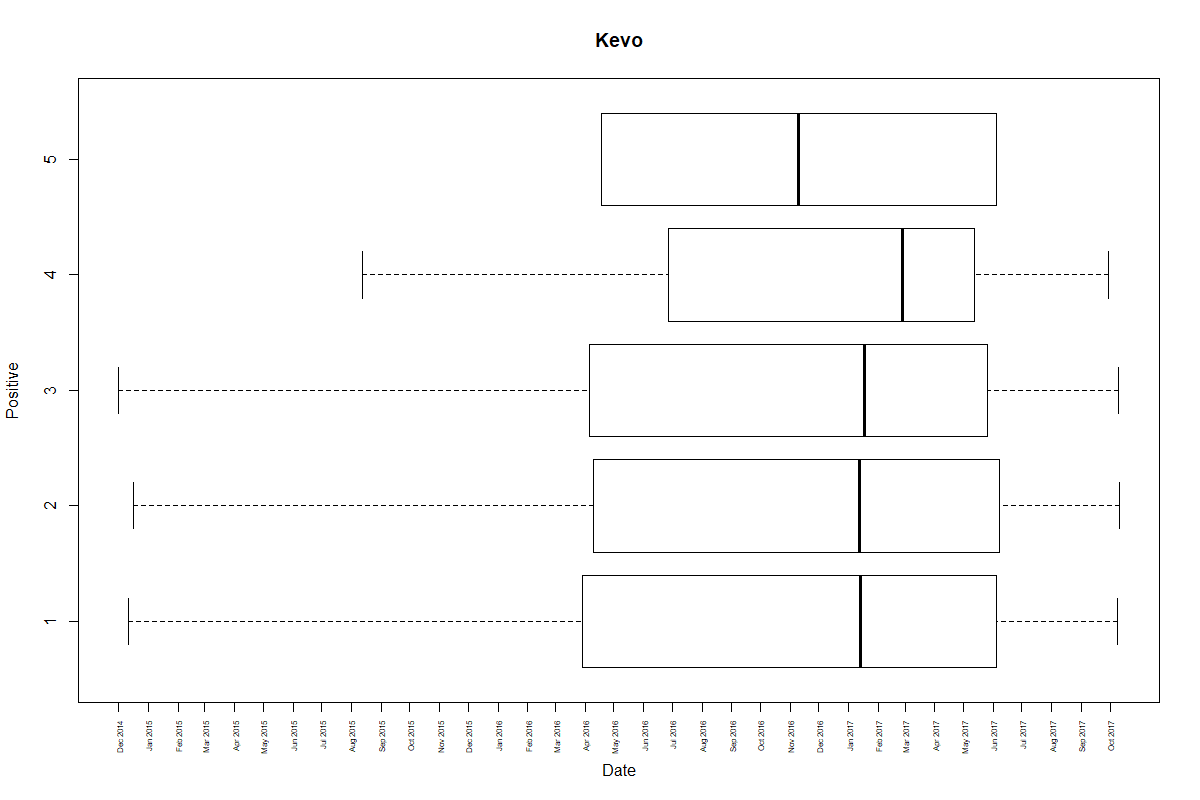 Kevo
5
4
3
2
1
Positive
Dec 2014 Jan 2015 Feb 2015 Mar 2015 Apr 2015 May 2015 Jun 2015 Jul 2015 Aug 2015 Sep 2015 Oct 2015 Nov 2015 Dec 2015 Jan 2016 Feb 2016 Mar 2016 Apr 2016 May 2016 Jun 2016 Jul 2016 Aug 2016 Sep 2016 Oct 2016 Nov 2016 Dec 2016 Jan 2017 Feb 2017 Mar 2017 Apr 2017 May 2017 Jun 2017 Jul 2017 Aug 2017 Sep 2017 Oct 2017
Date